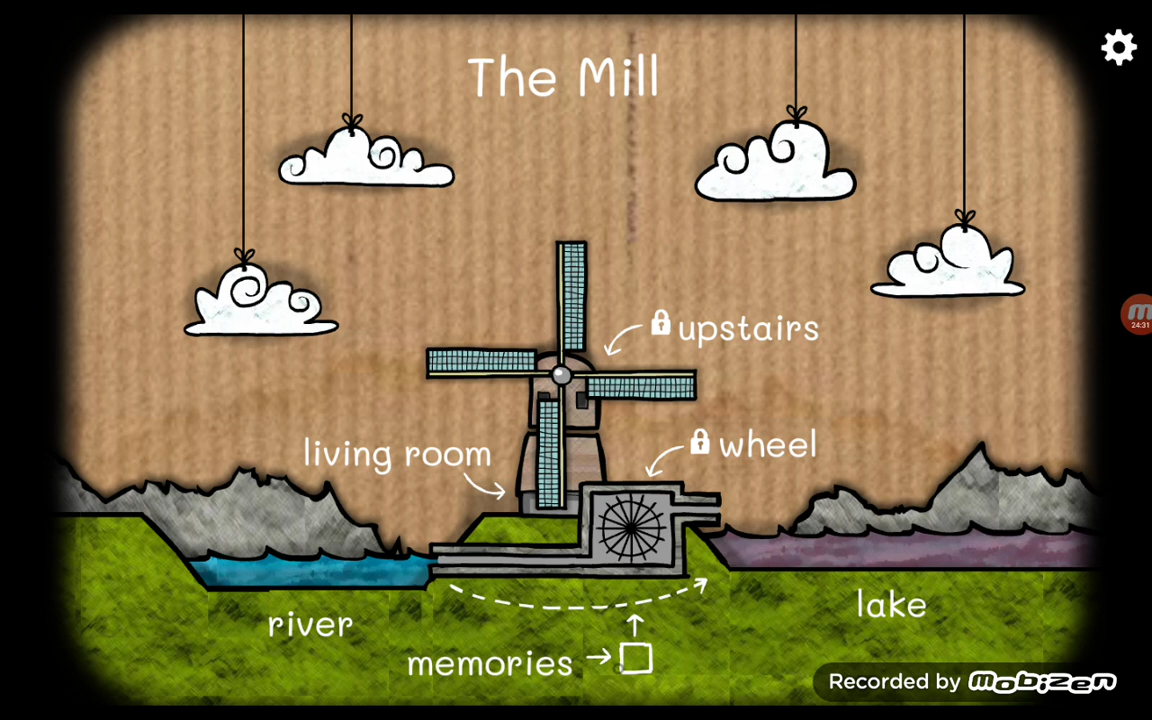 The Mill
upstairs
living room
wheel
river
lake
memories
24:31
Recorded by mobizen